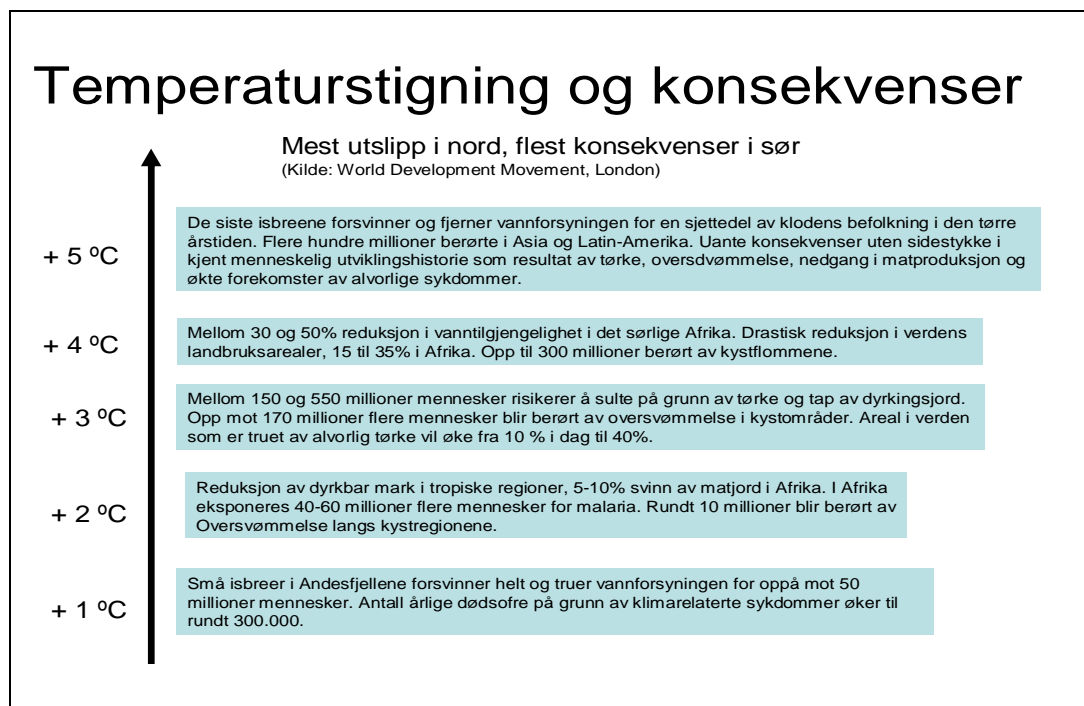 Temperaturstigning og konsekvenser
Mest utslipp i nord, flest konsekvenser i sør
(Kilde: World Development Movement, London)
+ 5 ºC
De siste isbreene forsvinner og fjerner vannforsyningen for en sjettedel av klodens befolkning i den tørre
årstiden. Flere hundre millioner berørte i Asia og Latin-Amerika. Uante konsekvenser uten sidestykke i
kjent menneskelig utviklingshistorie som resultat av tørke, oversdvømmelse, nedgang i matproduksjon og
økte forekomster av alvorlige sykdommer.
+ 4 ºC
Mellom 30 og 50% reduksjon i vanntilgjengelighet i det sørlige Afrika. Drastisk reduksjon i verdens
landbruksarealer, 15 til 35% i Afrika. Opp til 300 millioner berørt av kystflommene.
+ 3 ºC
Mellom 150 og 550 millioner mennesker risikerer å sulte på grunn av tørke og tap av dyrkingsjord.
Opp mot 170 millioner flere mennesker blir berørt av oversvømmelse i kystområder. Areal i verden
som er truet av alvorlig tørke vil øke fra 10 % i dag til 40%.
+ 2 ºC
Reduksjon av dyrkbar mark i tropiske regioner, 5-10% svinn av matjord i Afrika. I Afrika
eksponeres 40-60 millioner flere mennesker for malaria. Rundt 10 millioner blir berørt av
Oversvømmelse langs kystregionene.
+ 1 ºC
Små isbreer i Andesfjellene forsvinner helt og truer vannforsyningen for oppå mot 50
millioner mennesker. Antall årlige dødsofre på grunn av klimarelaterte sykdommer øker til
rundt 300.000.